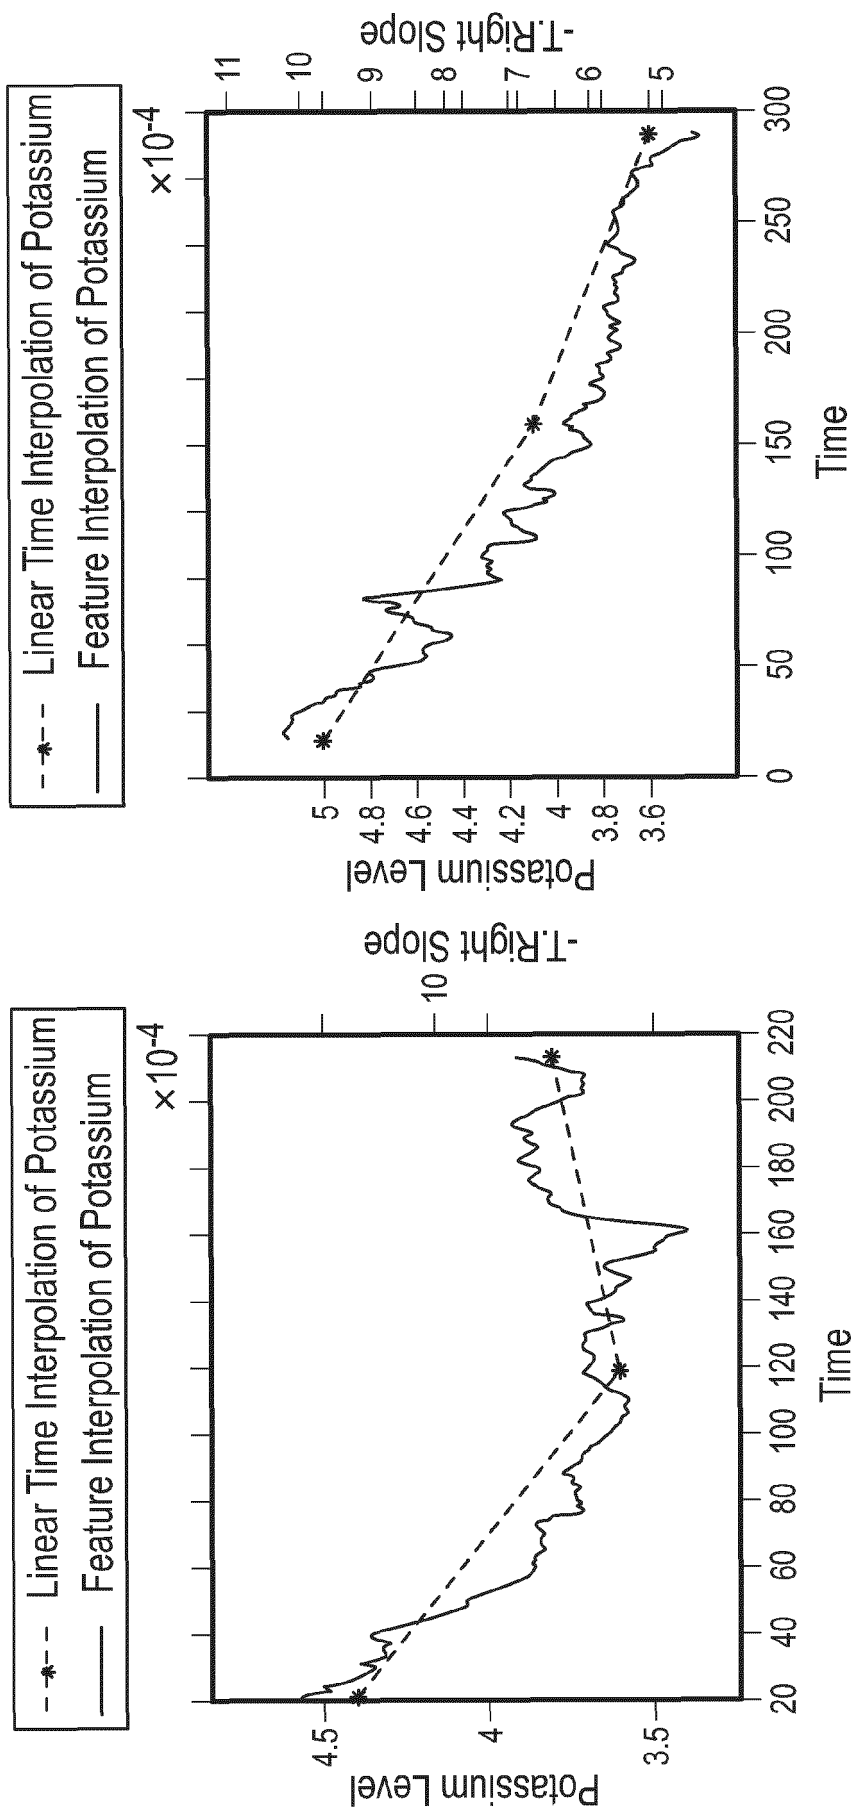 --*-- Linear Time Interpolation of Potassium
Feature Interpolation of Potassium
×10-4
4.5
4
3.5
Potassium Level
10
-T.Right Slope
20 40 60 80 100 120 140 160 180 200 220
Time
--*-- Linear Time Interpolation of Potassium
Feature Interpolation of Potassium
×10-4
5
4.8
4.6
4.4
4.2
4
3.8
3.6
Potassium Level
11
10
9
8
7
6
5
-T.Right Slope
0 50 100 150 200 250 300
Time